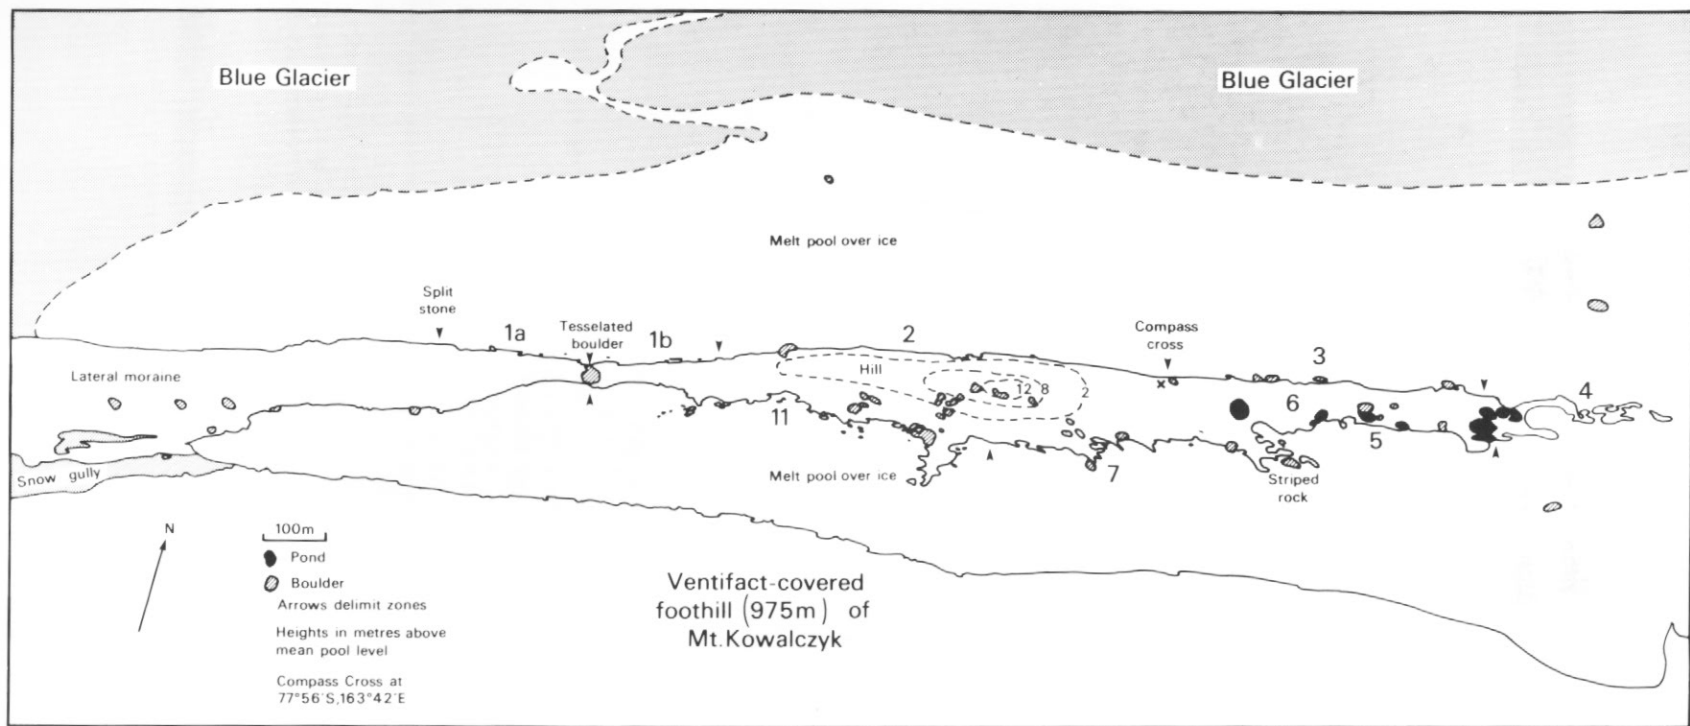 Blue Glacier
Blue Glacier
Melt pool over ice
Split
stone
1a
Tesselated
boulder
1b
2
Compass
cross
3
4
Lateral moraine
Hill
12
8
2
6
11
5
7
Striped
rock
Snow gully
Melt pool over ice
N
100m
Pond
Boulder
Arrows delimit zones
Heights in metres above
mean pool level
Compass Cross at
77°56'S,163°42'E
Ventifact-covered
foothill (975m) of
Mt.Kowalczyk
x